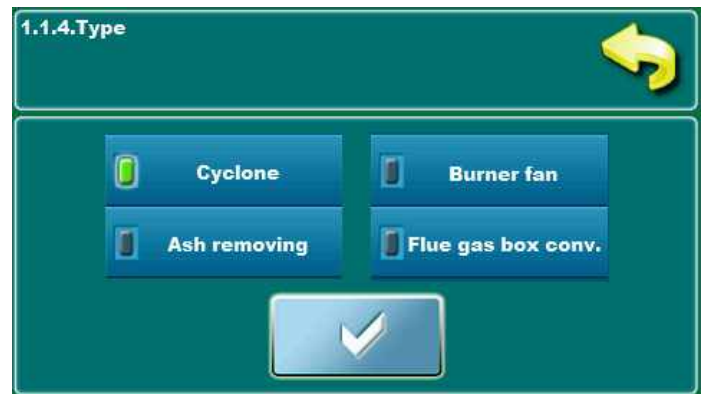 1.1.4.Type
Cyclone
Burner fan
Ash removing
Flue gas box conv.